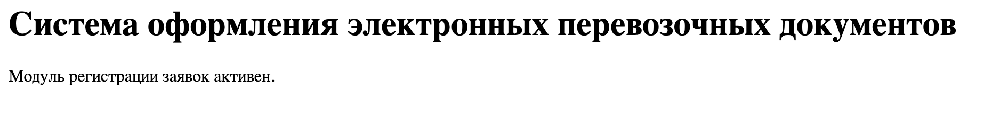 Система оформления электронных перевозочных документов
Модуль регистрации заявок активен.